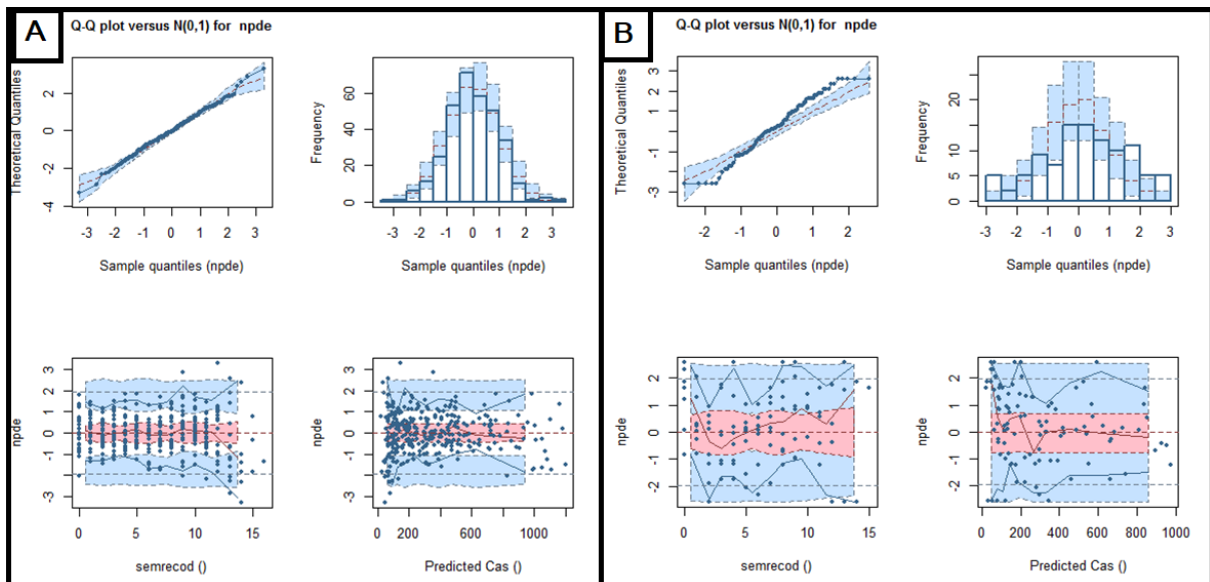 A
Q-Q plot versus N(0,1) for npde
Theoretical Quantiles
2
0
-2
-4
-3 -2 -1 0 1 2 3
Sample quantiles (npde)
Frequency
60
40
20
0
-3 -2 -1 0 1 2 3
Sample quantiles (npde)
npde
2
1
0
-1
-3
0 5 10 15
semrecod ()
npde
3
1
0
-1
-3
200 600 1000
Predicted Cas ()
B
Q-Q plot versus N(0,1) for npde
Theoretical Quantiles
3
2
1
0
-1
-3
-2 -1 0 1 2
Sample quantiles (npde)
Frequency
20
15
10
5
0
-3 -2 -1 0 1 2 3
Sample quantiles (npde)
npde
2
1
0
-1
-2
0 5 10 15
semrecod ()
npde
2
1
0
-1
-2
0 200 400 600 800 1000
Predicted Cas ()